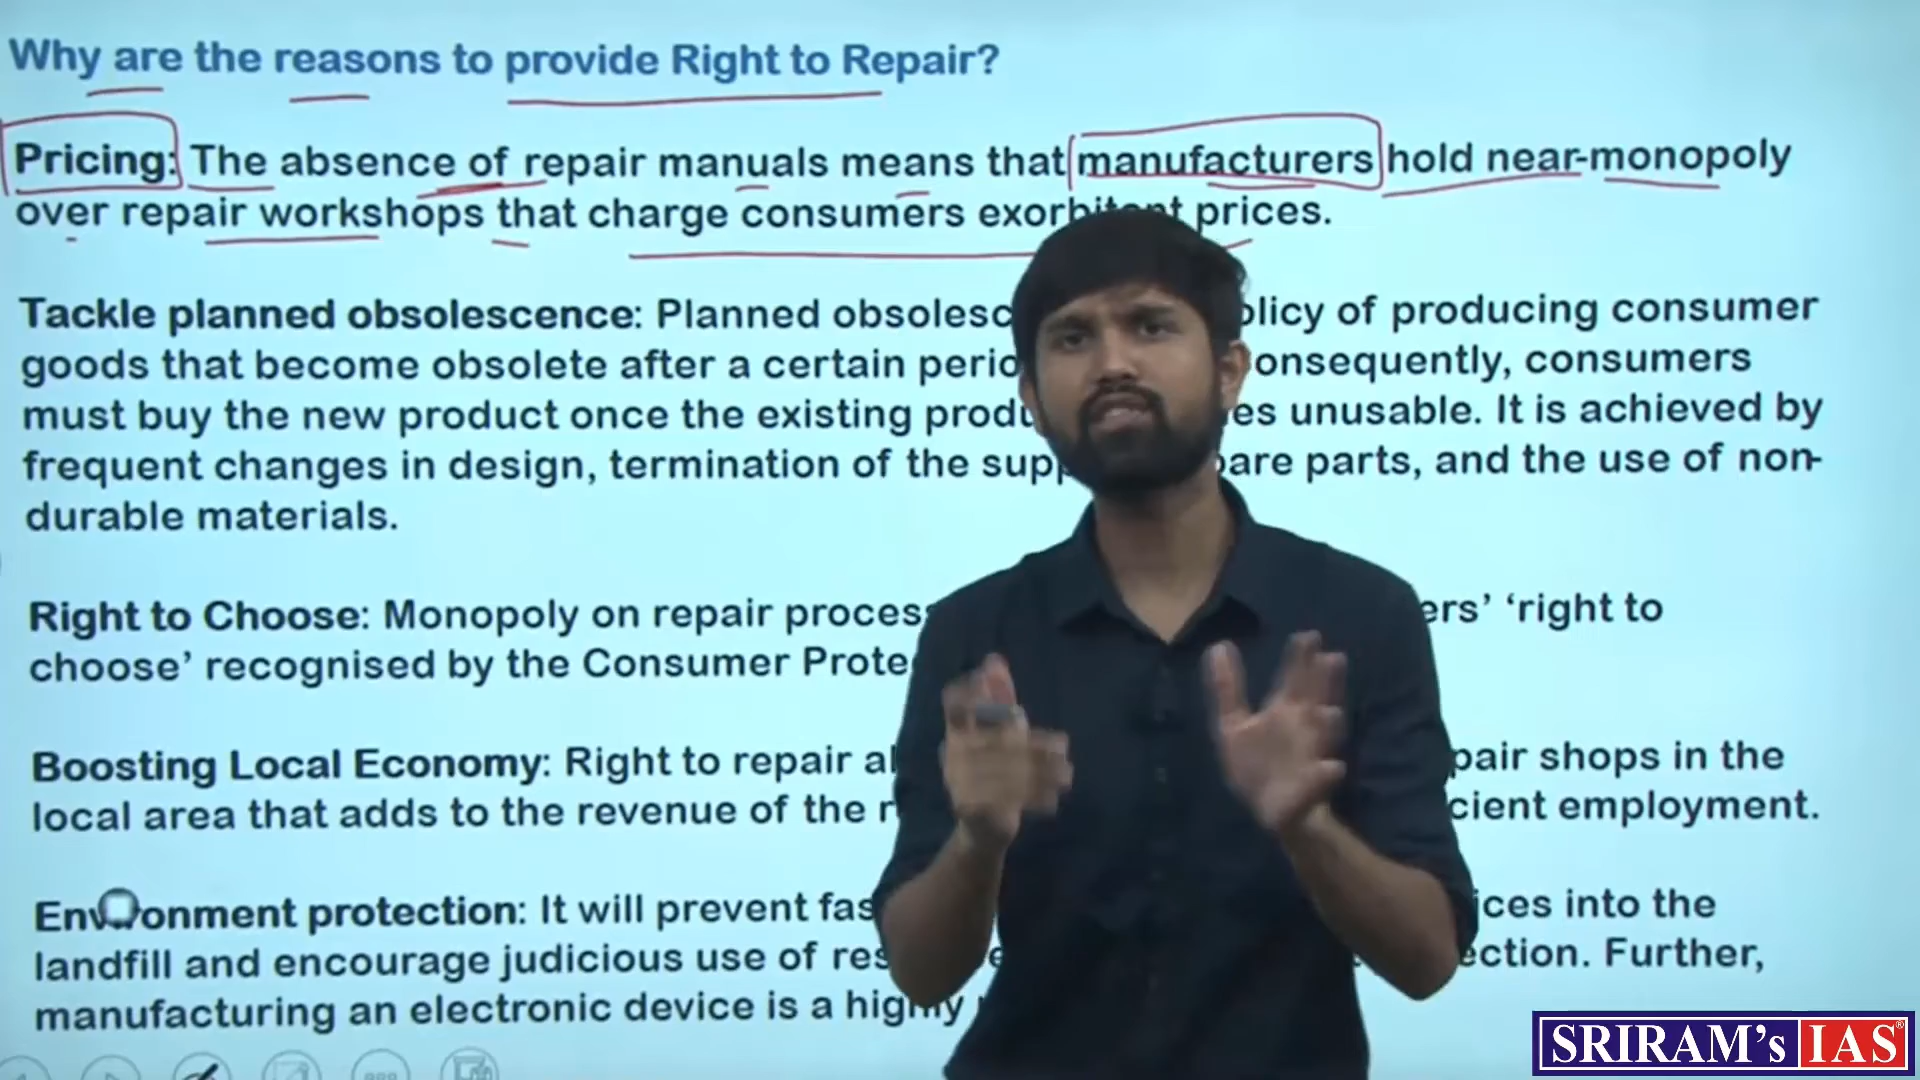 Why are the reasons to provide Right to Repair?
Pricing: The absence of repair manuals means that manufacturers hold near-monopoly
over repair workshops that charge consumers exorbitant prices.
Tackle planned obsolescence: Planned obsolesc olicy of producing consumer
goods that become obsolete after a certain perio onsequently, consumers
must buy the new product once the existing produ es unusable. It is achieved by
frequent changes in design, termination of the supp are parts, and the use of non-
durable materials.
Right to Choose: Monopoly on repair process ers' 'right to
choose' recognised by the Consumer Prote
Boosting Local Economy: Right to repair al pair shops in the
local area that adds to the revenue of the r cient employment.
Environment protection: It will prevent fas ices into the
landfill and encourage judicious use of res ection. Further,
manufacturing an electronic device is a highly
SRIRAM's IAS®